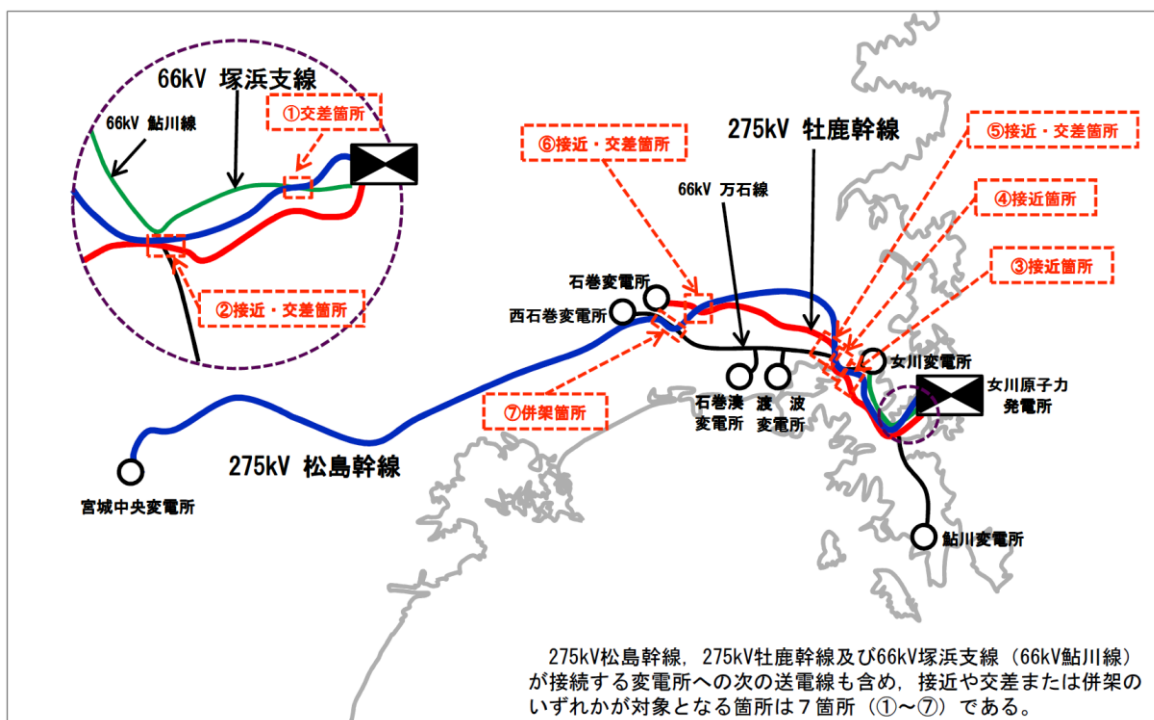 66kV 塚浜支線
66kV 鮎川線
①交差箇所
②接近・交差箇所
⑥接近・交差箇所
275kV 牡鹿幹線
⑤接近・交差箇所
66kV 万石線
④接近箇所
③接近箇所
石巻変電所
西石巻変電所
女川変電所
女川原子力
発電所
⑦併架箇所
石巻湊
変電所
渡波
変電所
275kV 松島幹線
宮城中央変電所
鮎川変電所
275kV松島幹線，275kV牡鹿幹線及び66kV塚浜支線（66kV鮎川線）
が接続する変電所への次の送電線も含め，接近や交差または併架の
いずれかが対象となる箇所は７箇所（①～⑦）である。